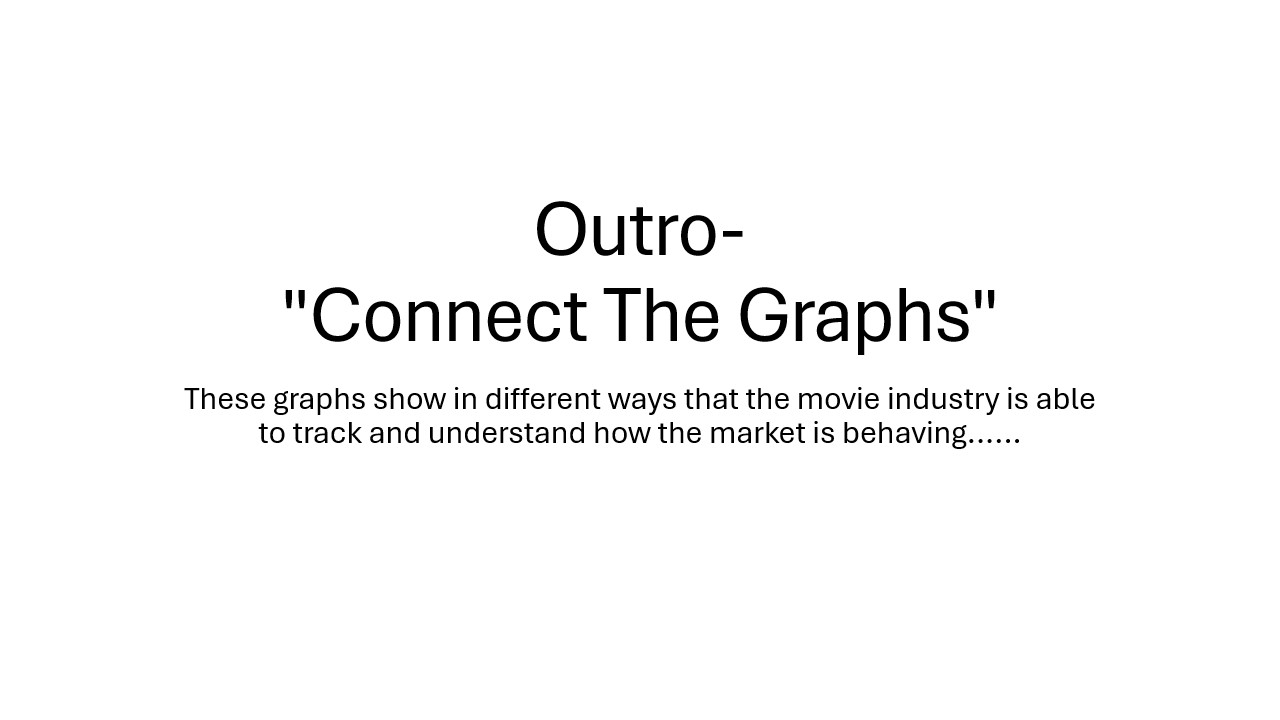 Outro-
"Connect The Graphs"
These graphs show in different ways that the movie industry is able
to track and understand how the market is behaving......